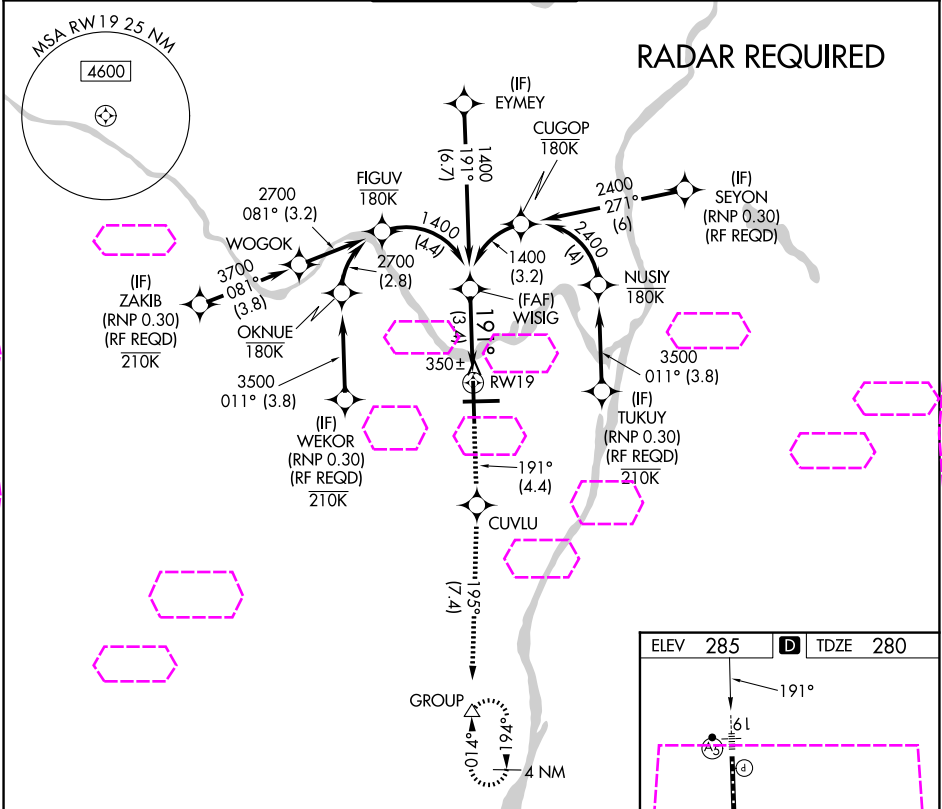 MSA RW19 25 NM
4600
RADAR REQUIRED
(IF)
EYMEY
1400
191°
(6.7)
CUGOP
180K
2400
271°
(6)
(IF)
SEYON
(RNP 0.30)
(RF REQD)
FIGUV
180K
2700
081° (3.2)
WOGOK
1400
(4.4)
1400
(3.2)
2400
(4)
3700
081°
(3.8)
2700
(2.8)
NUSIY
180K
(IF)
ZAKIB
(RNP 0.30)
(RF REQD)
210K
OKNUE
180K
(FAF)
WISIG
191°
(3.4)
350±
RW19
3500
011° (3.8)
3500
011° (3.8)
(IF)
WEKOR
(RNP 0.30)
(RF REQD)
210K
(IF)
TUKUY
(RNP 0.30)
(RF REQD)
210K
191°
(4.4)
CUVLU
195°
(7.4)
GROUP
014°
194°
4 NM
ELEV 285 D TDZE 280
191°
19
A5
P